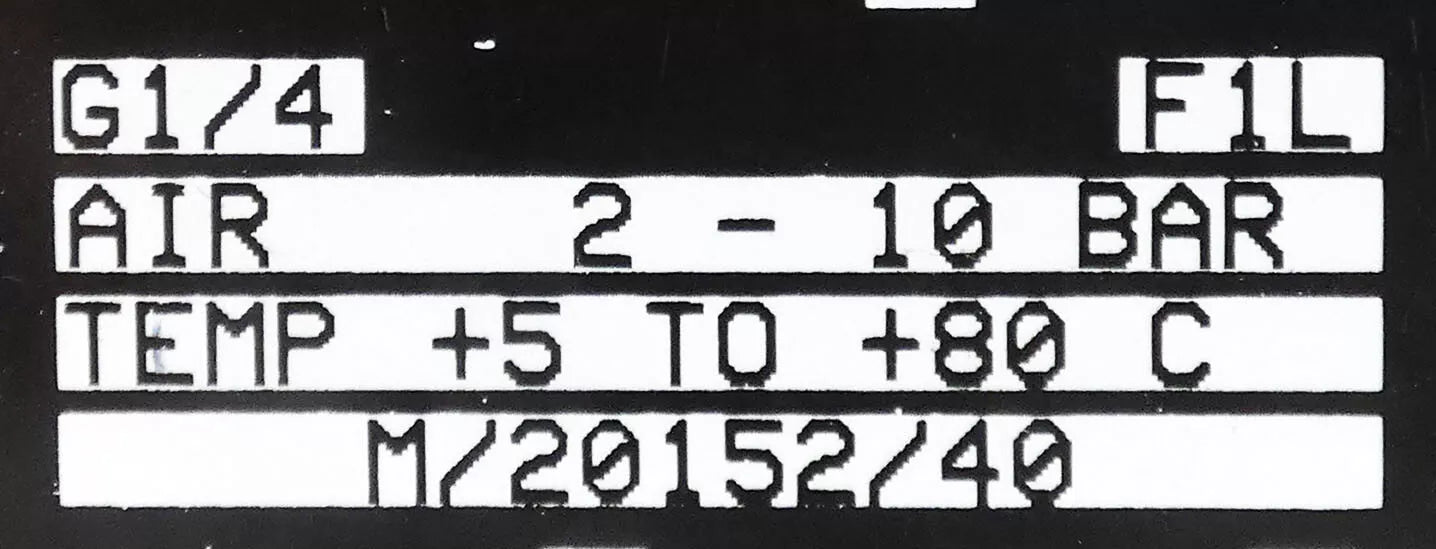 G1/4 F1L
AIR 2 - 10 BAR
TEMP +5 TO +80 C
M/20152/40